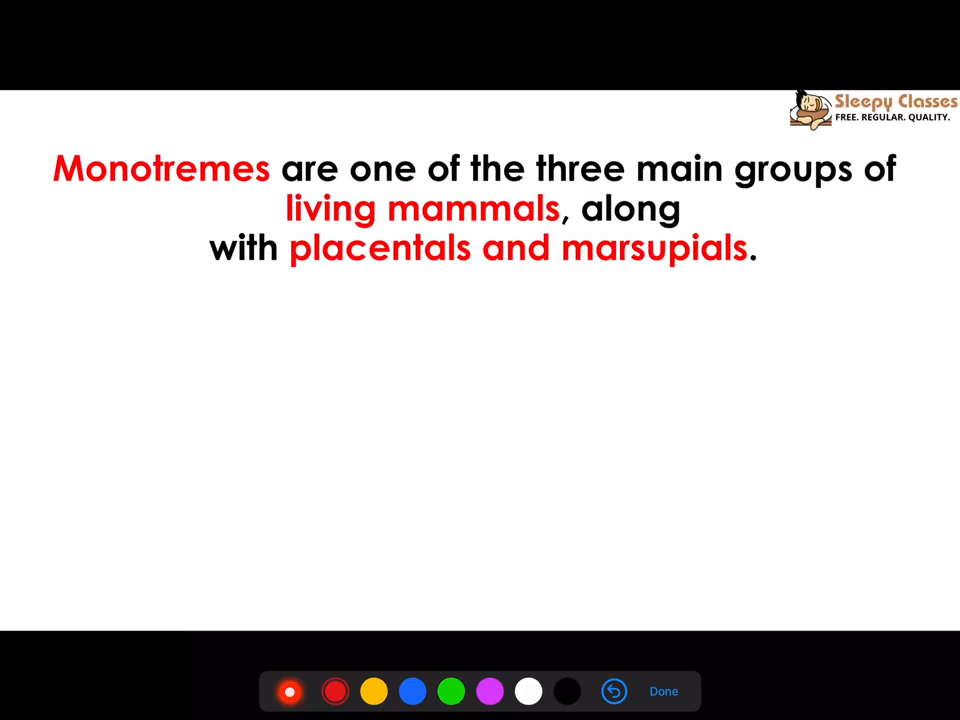 Sleepy Classes
FREE. REGULAR. QUALITY.
Monotremes are one of the three main groups of
living mammals, along
with placentals and marsupials.
Done